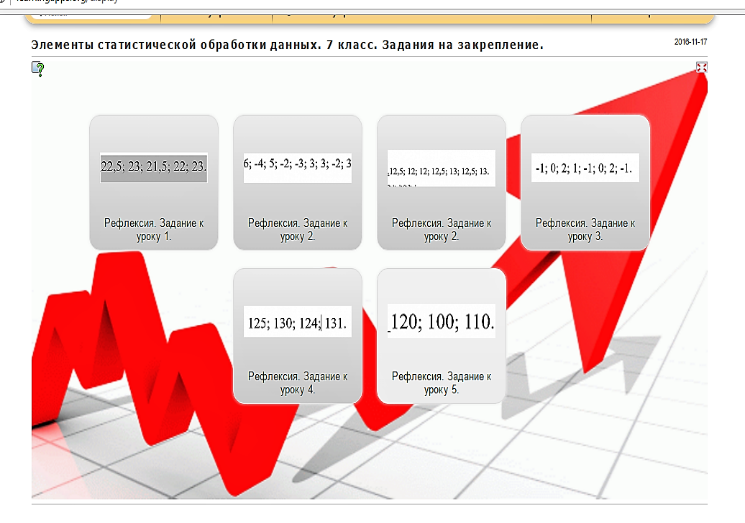 Элементы статистической обработки данных. 7 класс. Задания на закрепление.
2016-11-17
22,5; 23; 21,5; 22; 23.
Рефлексия. Задание к
уроку 1.
6; -4; 5; -2; -3; 3; 3; -2; 3
Рефлексия. Задание к
уроку 2.
12,5; 12; 12; 12,5; 13; 12,5; 13.
Рефлексия. Задание к
уроку 2.
-1; 0; 2; 1; -1; 0; 2; -1.
Рефлексия. Задание к
уроку 3.
125; 130; 124; 131.
Рефлексия. Задание к
уроку 4.
120; 100; 110.
Рефлексия. Задание к
уроку 5.